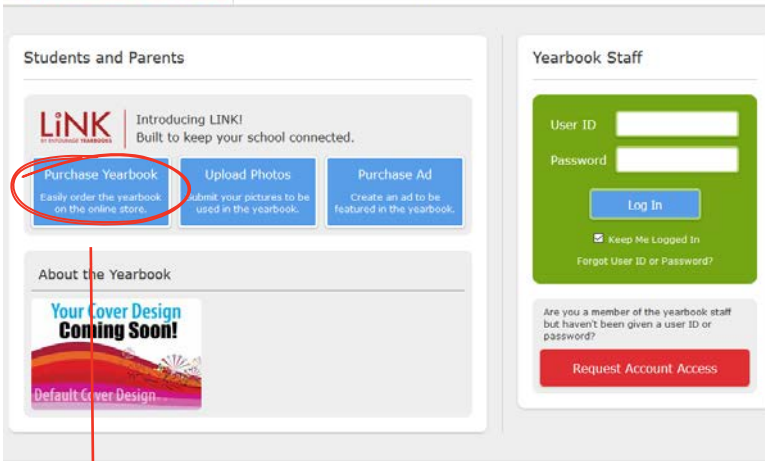 Students and Parents
LiNK
BY ENTOURAGE YEARBOOKS
Introducing LINK!
Built to keep your school connected.
Purchase Yearbook
Easily order the yearbook
on the online store.
Upload Photos
Submit your pictures to be
used in the yearbook.
Purchase Ad
Create an ad to be
featured in the yearbook.
About the Yearbook
Your Cover Design
Coming Soon!
Default Cover Design
Yearbook Staff
User ID
Password
Log In
Keep Me Logged In
Forgot User ID or Password?
Are you a member of the yearbook staff
but haven't been given a user ID or
password?
Request Account Access